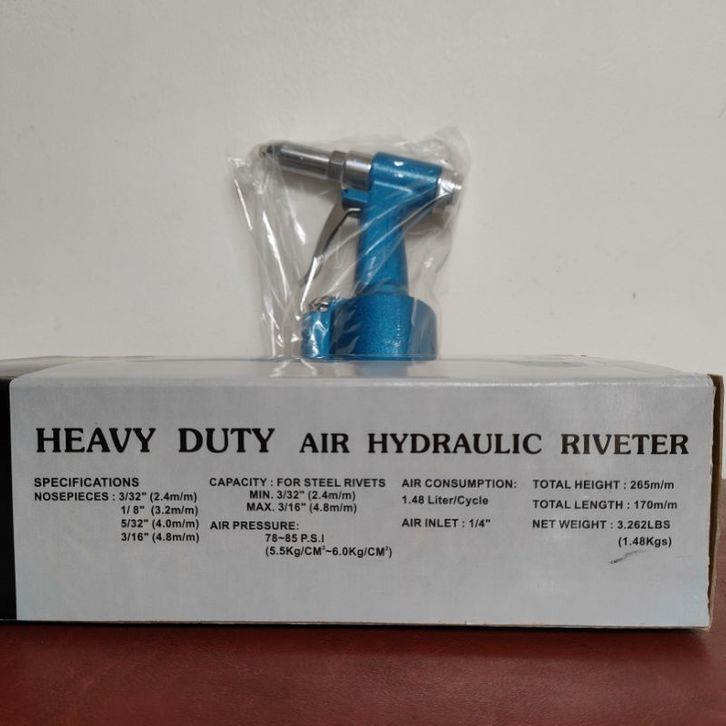 HEAVY DUTY AIR HYDRAULIC RIVETER
SPECIFICATIONS
NOSEPIECES : 3/32" (2.4m/m)
1/ 8" (3.2m/m)
5/32" (4.0m/m)
3/16" (4.8m/m)
CAPACITY : FOR STEEL RIVETS
MIN. 3/32" (2.4m/m)
MAX. 3/16" (4.8m/m)
AIR PRESSURE:
78~85 P.S.I
(5.5Kg/CM²~6.0Kg/CM²)
AIR CONSUMPTION:
1.48 Liter/Cycle
AIR INLET : 1/4"
TOTAL HEIGHT : 265m/m
TOTAL LENGTH : 170m/m
NET WEIGHT : 3.262LBS
(1.48Kgs)